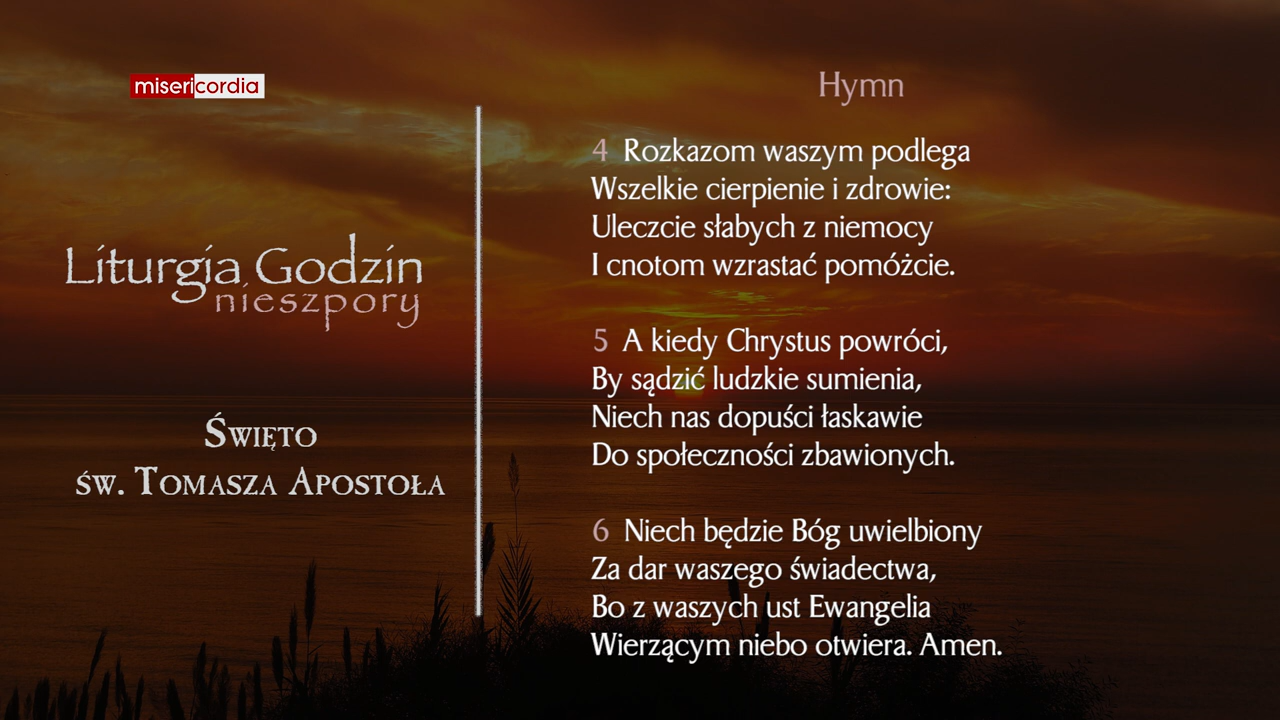 misericordia
Liturgia Godzin
nieszpory
Święto
św. Tomasza Apostoła
Hymn
4 Rozkazom waszym podlega
Wszelkie cierpienie i zdrowie:
Uleczcie słabych z niemocy
I cnotom wzrastać pomóżcie.
5 A kiedy Chrystus powróci,
By sądzić ludzkie sumienia,
Niech nas dopuści łaskawie
Do społeczności zbawionych.
6 Niech będzie Bóg uwielbiony
Za dar waszego świadectwa,
Bo z waszych ust Ewangelia
Wierzącym niebo otwiera. Amen.